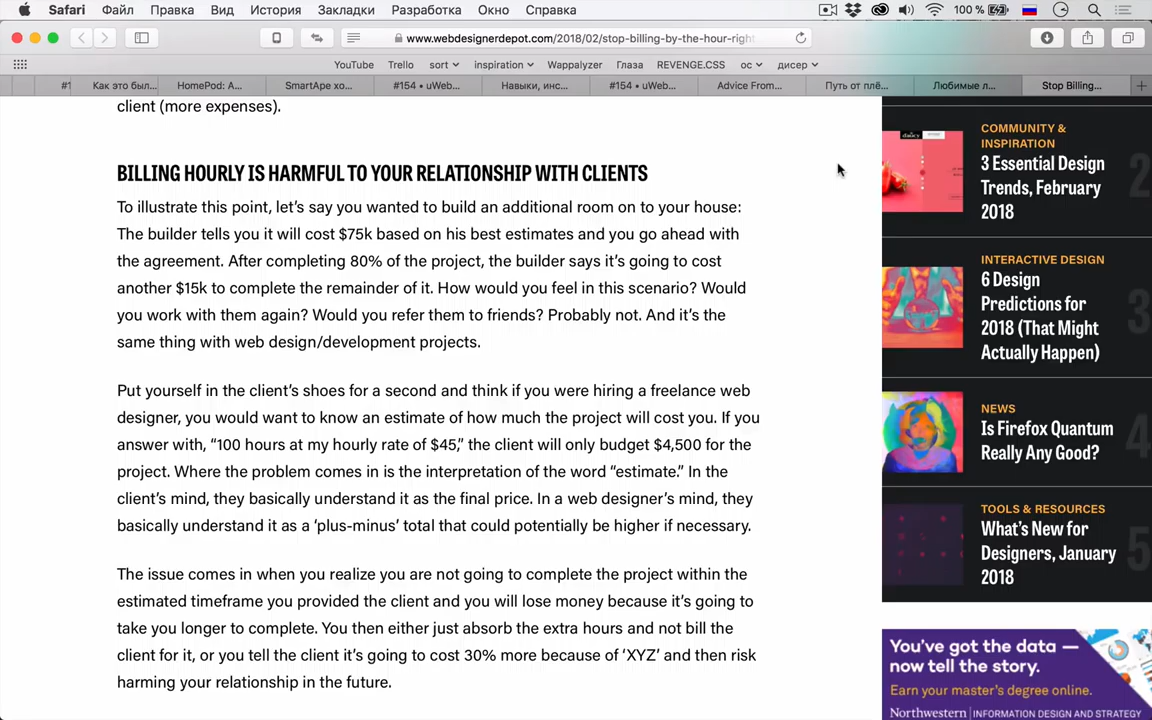 Safari Файл Правка Вид История Закладки Разработка Окно Справка 100 %
www.webdesignerdepot.com/2018/02/stop-billing-by-the-hour-right
YouTube Trello sort inspiration Wappalyzer Глаза REVENGE.CSS ос дисер
#1 Как это был... HomePod: A... SmartApe хо... #154 • uWeb... Навыки, инс... #154 • uWeb... Advice From... Путь от плё... Любимые л... Stop Billing...
client (more expenses).
BILLING HOURLY IS HARMFUL TO YOUR RELATIONSHIP WITH CLIENTS
To illustrate this point, let’s say you wanted to build an additional room on to your house:
The builder tells you it will cost $75k based on his best estimates and you go ahead with
the agreement. After completing 80% of the project, the builder says it’s going to cost
another $15k to complete the remainder of it. How would you feel in this scenario? Would
you work with them again? Would you refer them to friends? Probably not. And it’s the
same thing with web design/development projects.
Put yourself in the client’s shoes for a second and think if you were hiring a freelance web
designer, you would want to know an estimate of how much the project will cost you. If you
answer with, “100 hours at my hourly rate of $45,” the client will only budget $4,500 for the
project. Where the problem comes in is the interpretation of the word “estimate.” In the
client’s mind, they basically understand it as the final price. In a web designer’s mind, they
basically understand it as a ‘plus-minus’ total that could potentially be higher if necessary.
The issue comes in when you realize you are not going to complete the project within the
estimated timeframe you provided the client and you will lose money because it’s going to
take you longer to complete. You then either just absorb the extra hours and not bill the
client for it, or you tell the client it’s going to cost 30% more because of ‘XYZ’ and then risk
harming your relationship in the future.
COMMUNITY &
INSPIRATION
3 Essential Design
Trends, February
2018
2
INTERACTIVE DESIGN
6 Design
Predictions for
2018 (That Might
Actually Happen)
3
NEWS
Is Firefox Quantum
Really Any Good?
4
TOOLS & RESOURCES
What’s New for
Designers, January
2018
5
You’ve got the data —
now tell the story.
Earn your master’s degree online.
Northwestern | INFORMATION DESIGN AND STRATEGY